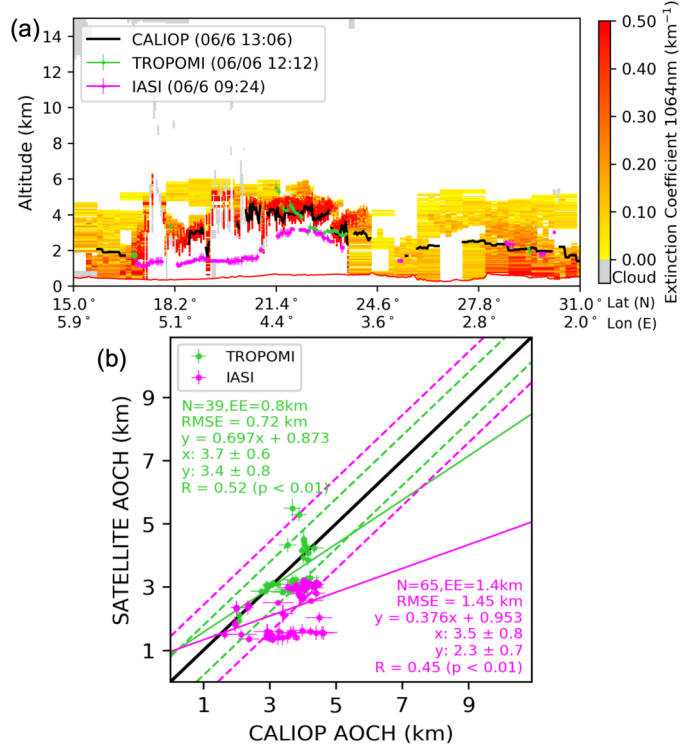 (a)
CALIOP (06/6 13:06)
TROPOMI (06/06 12:12)
IASI (06/6 09:24)
Altitude (km)
14
12
10
8
6
4
2
0
15.0 18.2 21.4 24.6 27.8 31.0 Lat (N)
5.9° 5.1° 4.4° 3.6° 2.8° 2.0° Lon (E)
0.50
0.40
0.30
0.20
0.10
0.00
Cloud
Extinction Coefficient 1064nm (km⁻¹)
(b)
TROPOMI
IASI
N=39,EE=0.8km
RMSE = 0.72 km
y = 0.697x + 0.873
x: 3.7 ± 0.6
y: 3.4 ± 0.8
R = 0.52 (p < 0.01)
N=65,EE=1.4km
RMSE = 1.45 km
y = 0.376x + 0.953
x: 3.5 ± 0.8
y: 2.3 ± 0.7
R = 0.45 (p < 0.01)
SATELLITE AOCH (km)
9
7
5
3
1
1 3 5 7 9
CALIOP AOCH (km)